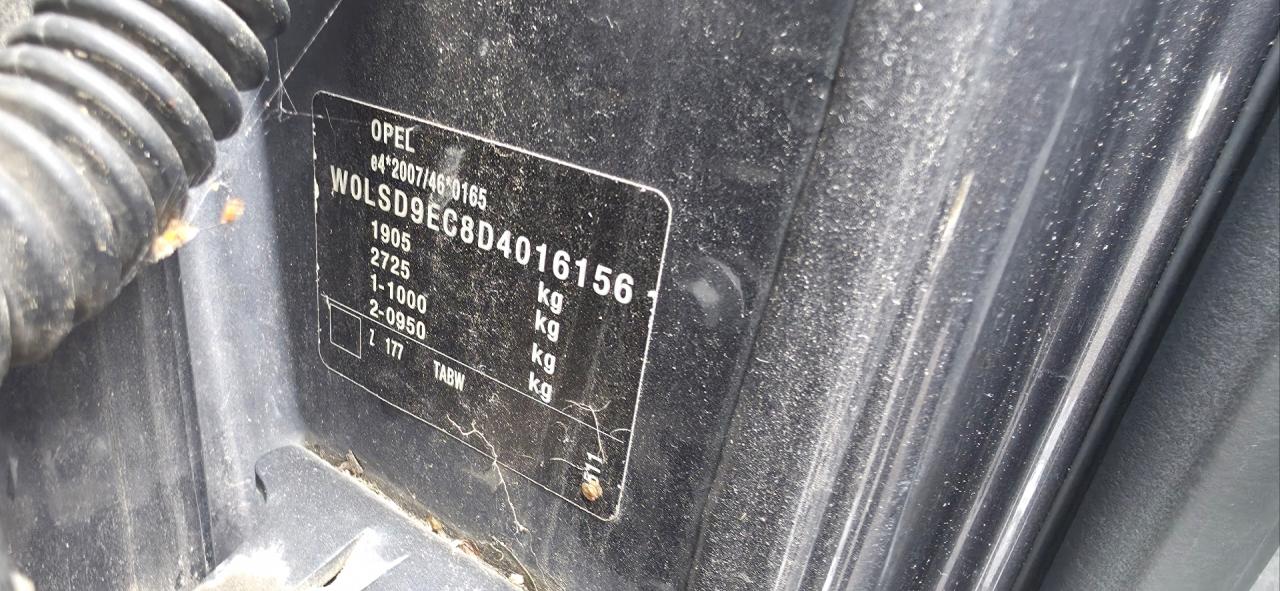 OPEL
e4*2007/46*0165
W0LSD9EC8D4016156
1905 kg
2725 kg
1-1000 kg
2-0950 kg
Z 177 TABW